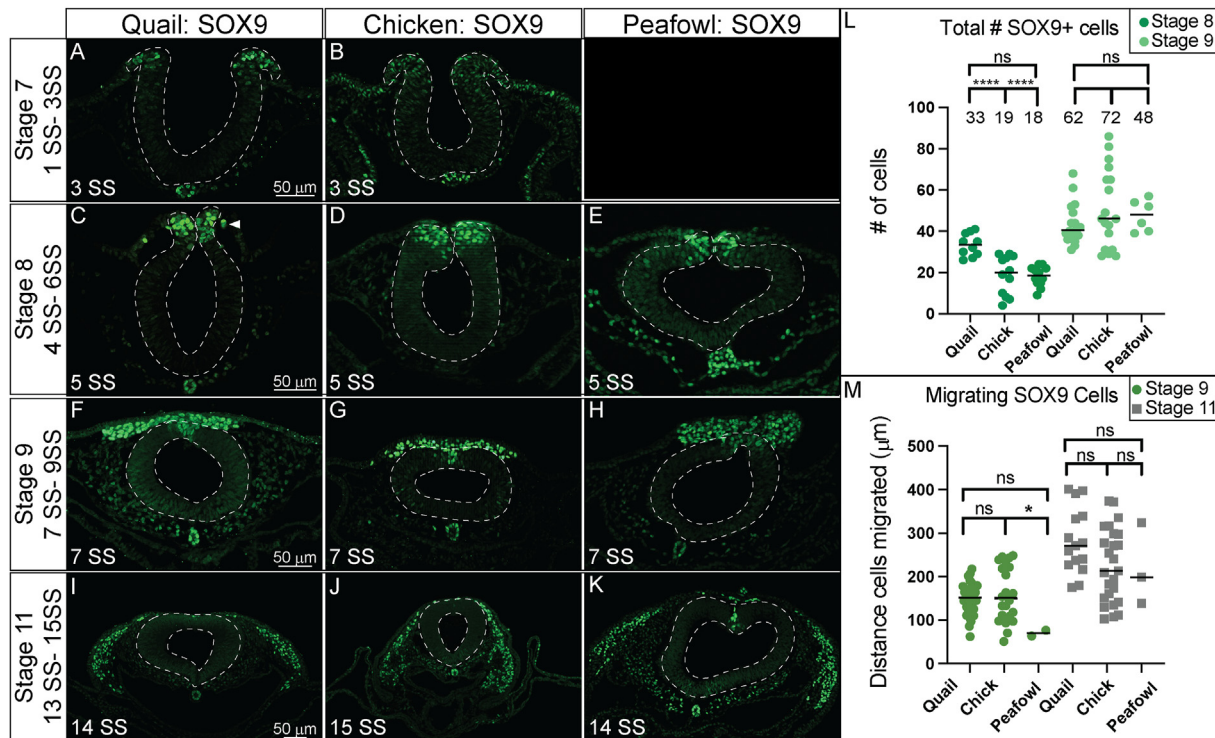 Quail: SOX9
Chicken: SOX9
Peafowl: SOX9
Stage 7
1 SS- 3SS
A
3 SS
50 µm
B
3 SS
Stage 8
4 SS- 6SS
C
5 SS
50 µm
D
5 SS
E
5 SS
Stage 9
7 SS- 9SS
F
7 SS
50 µm
G
7 SS
H
7 SS
Stage 11
13 SS- 15SS
I
14 SS
50 µm
J
15 SS
K
14 SS
L
Total # SOX9+ cells
Stage 8
Stage 9
ns
ns
**** ****
33 19 18 62 72 48
# of cells
100
80
60
40
20
0
Quail
Chick
Peafowl
Quail
Chick
Peafowl
M
Migrating SOX9 Cells
Stage 9
Stage 11
ns
ns ns
ns
ns *
Distance cells migrated (µm)
500
400
300
200
100
0
Quail
Chick
Peafowl
Quail
Chick
Peafowl